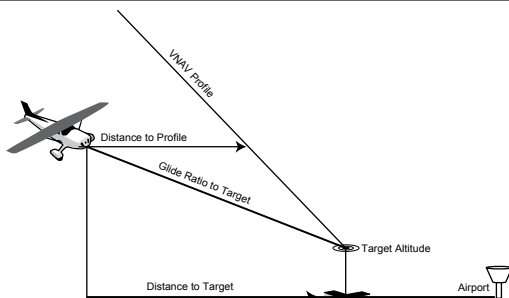 VNAV Profile
Distance to Profile
Glide Ratio to Target
Target Altitude
Distance to Target
Airport